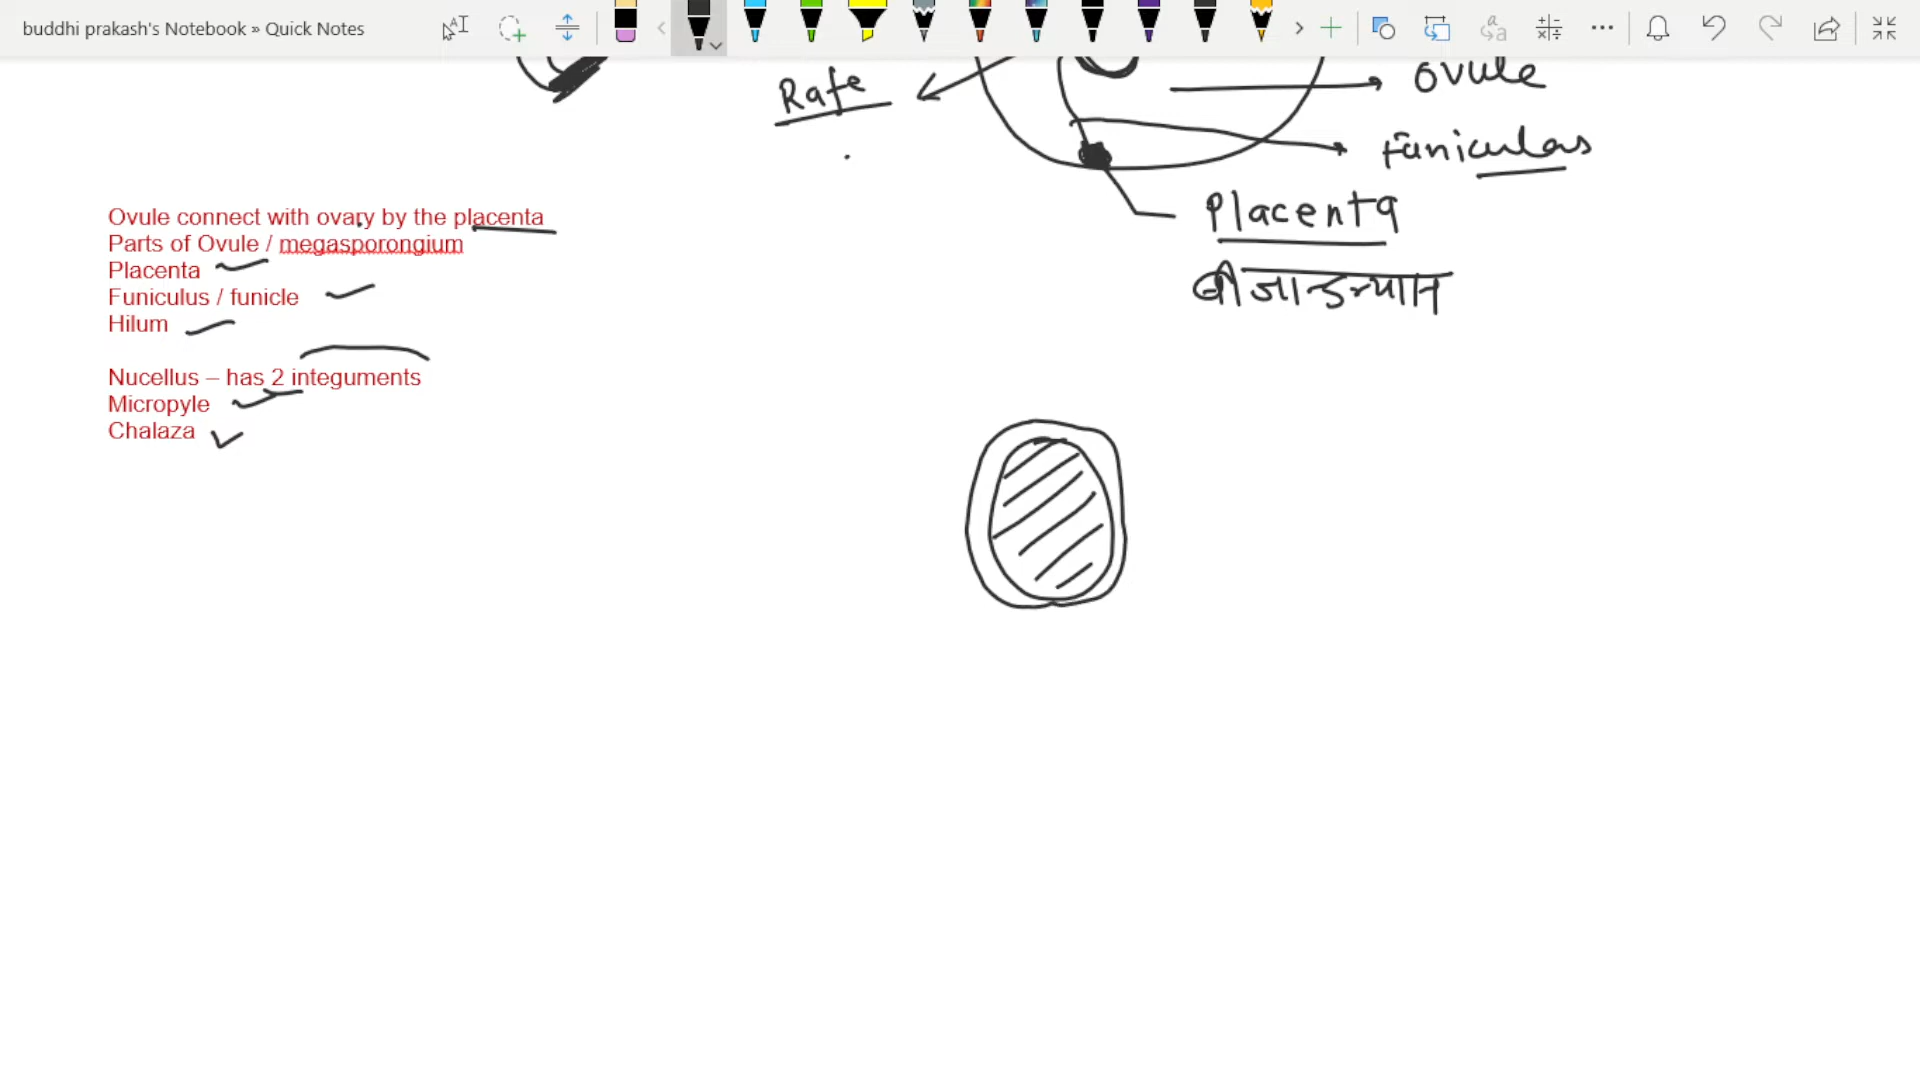 buddhi prakash's Notebook » Quick Notes
Rafe
ovule
Funiculas
Placenta
बीजाण्डन्यास
Ovule connect with ovary by the placenta
Parts of Ovule / megasporongium
Placenta
Funiculus / funicle
Hilum
Nucellus – has 2 integuments
Micropyle
Chalaza